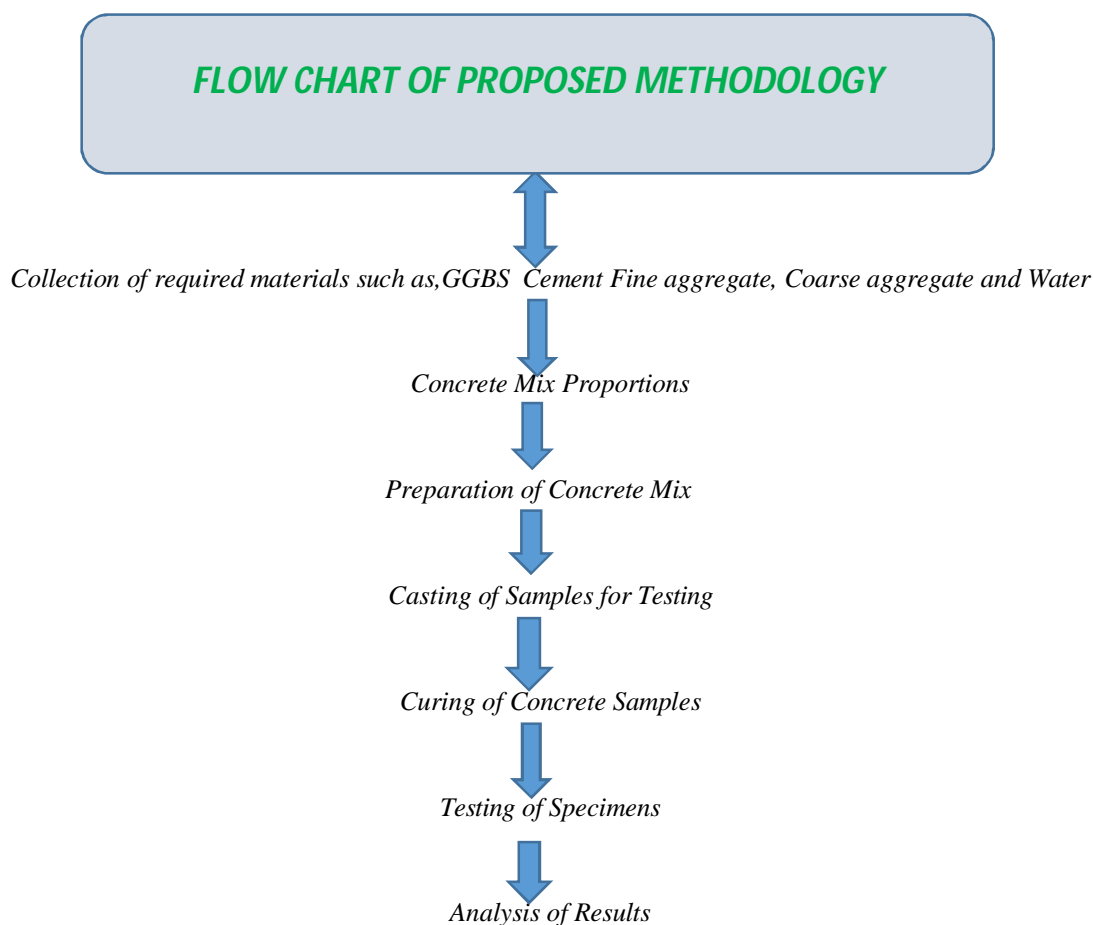 FLOW CHART OF PROPOSED METHODOLOGY
Collection of required materials such as,GGBS Cement Fine aggregate, Coarse aggregate and Water
Concrete Mix Proportions
Preparation of Concrete Mix
Casting of Samples for Testing
Curing of Concrete Samples
Testing of Specimens
Analysis of Results